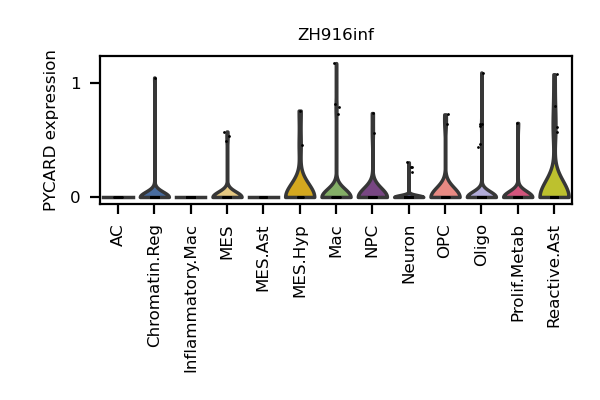 ZH916inf
PYCARD expression
1
0
AC
Chromatin.Reg
Inflammatory.Mac
MES
MES.Ast
MES.Hyp
Mac
NPC
Neuron
OPC
Oligo
Prolif.Metab
Reactive.Ast